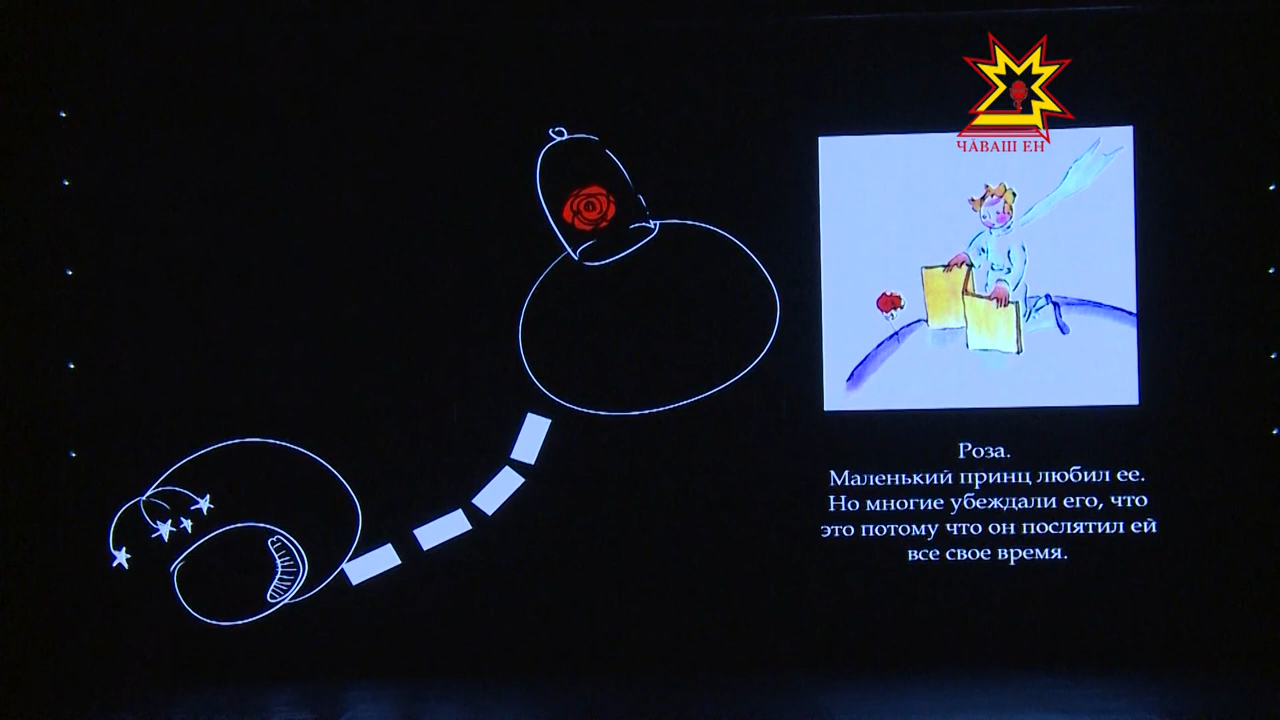 ЧӐВАШ ЕН
Роза.
Маленький принц любил ее.
Но многие убеждали его, что
это потому что он послятил ей
все свое время.